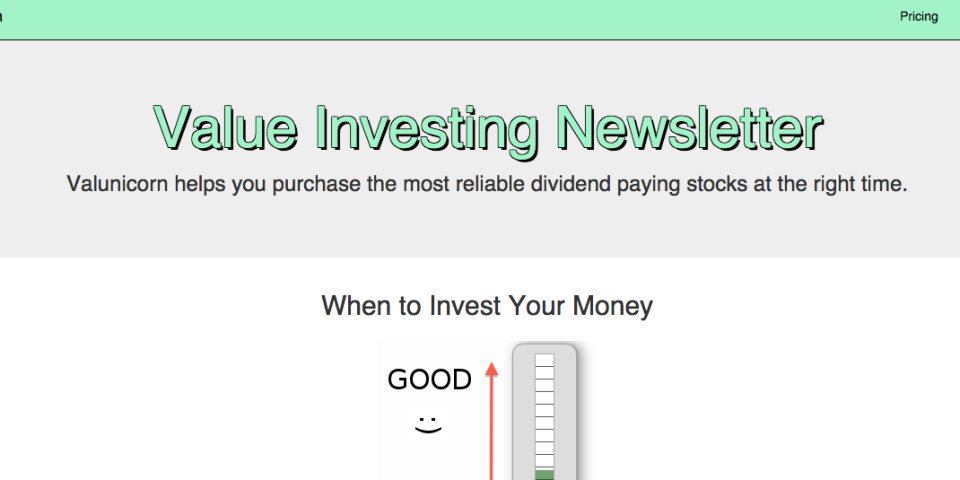 Pricing
Value Investing Newsletter
Valunicorn helps you purchase the most reliable dividend paying stocks at the right time.
When to Invest Your Money
GOOD